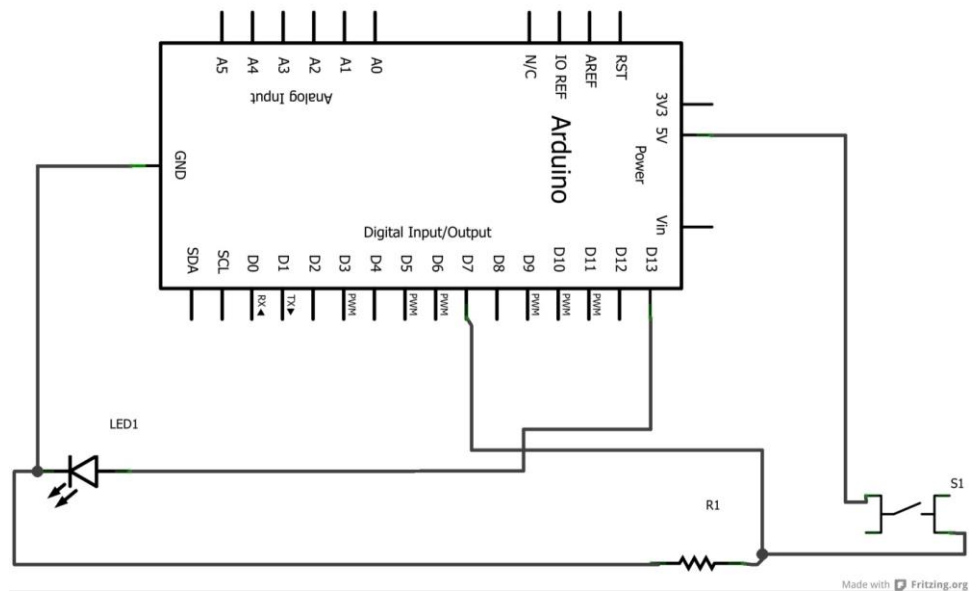 A5
A4
A3
A2
A1
A0
N/C
IO REF
AREF
RST
Analog Input
3V3
5V
Arduino
Power
GND
Vin
Digital Input/Output
SDA
SCL
D0
D1
D2
D3
D4
D5
D6
D7
D8
D9
D10
D11
D12
D13
RX◀
TX▶
PWM
PWM
PWM
PWM
PWM
PWM
LED1
S1
R1
Made with Fritzing.org